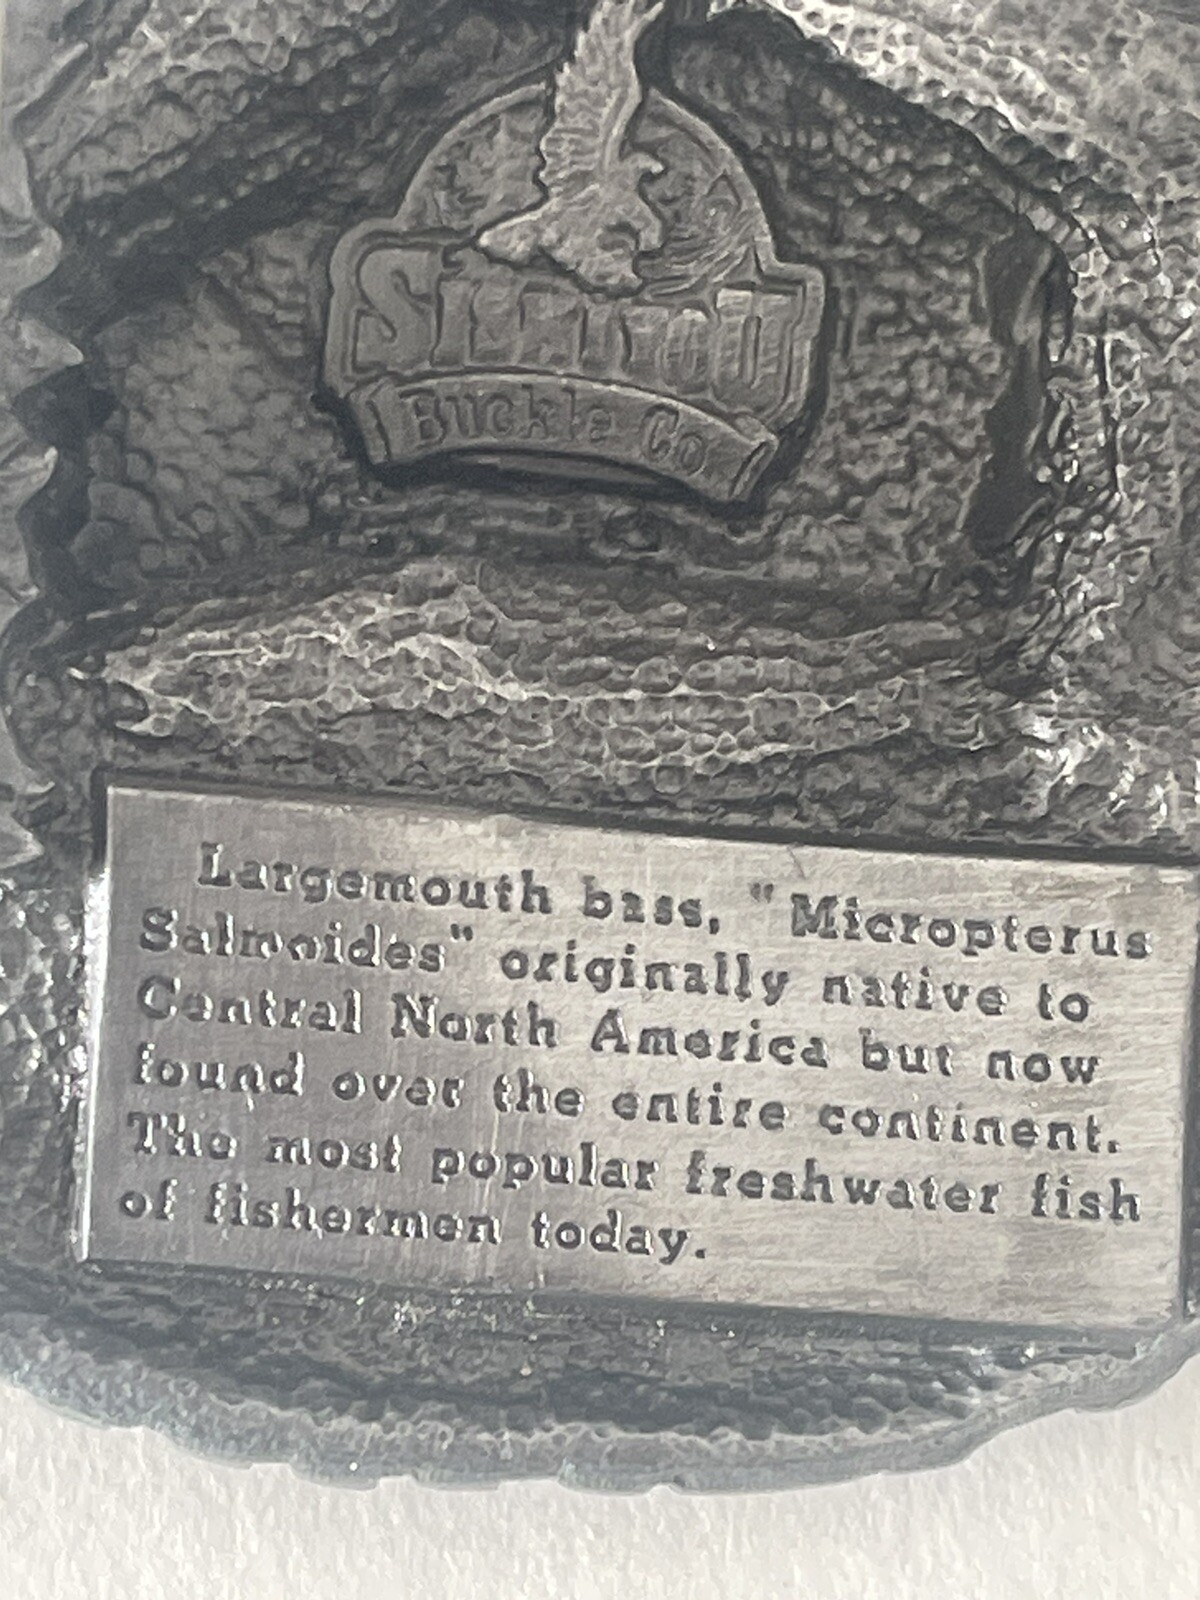 Siskiyou
Buckle Co
Largemouth bass, "Micropterus
Salmoides" originally native to
Central North America but now
found over the entire continent.
The most popular freshwater fish
of fishermen today.